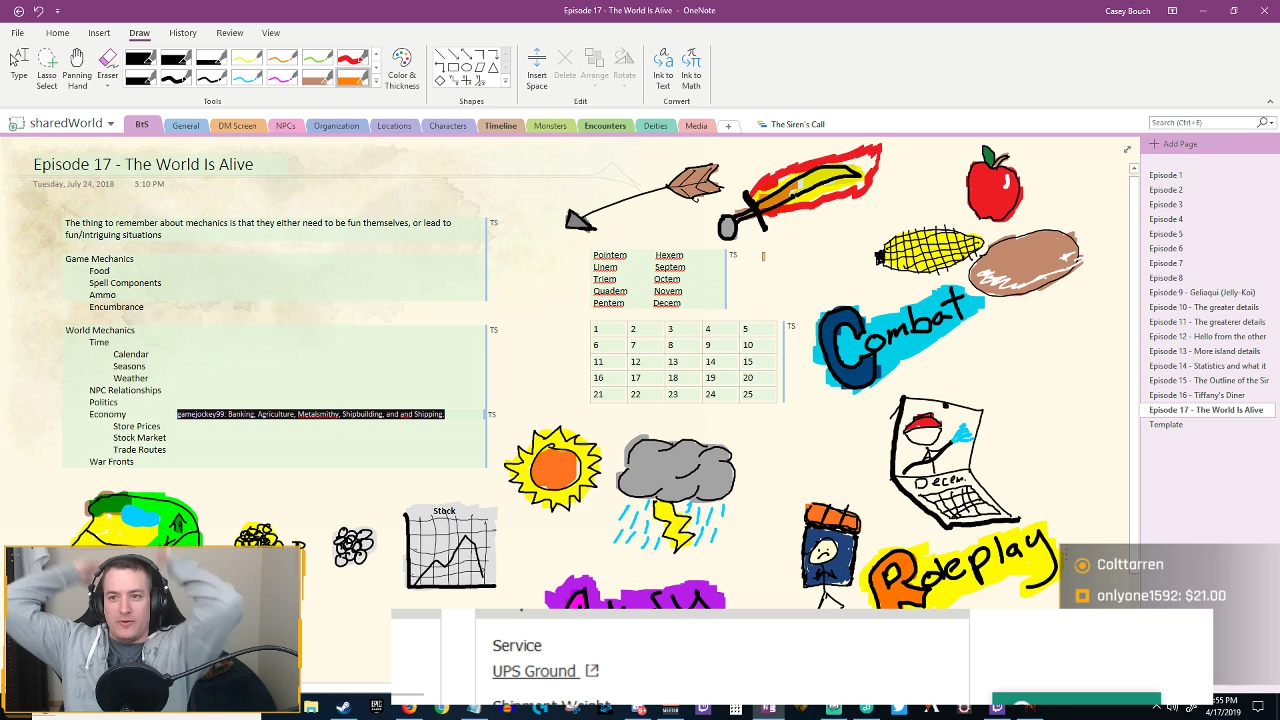 Episode 17 - The World Is Alive - OneNote
Casey Bouch
File Home Insert Draw History Review View
Type
Lasso Select
Panning Hand
Eraser
Color & Thickness
Insert Space
Delete
Arrange
Rotate
Ink to Text
Ink to Math
Tools
Shapes
Edit
Convert
sharedWorld
BtS General DM Screen NPCs Organization Locations Characters Timeline Monsters Encounters Deities Media
The Siren's Call
Search (Ctrl+E)
Add Page
Episode 17 - The World Is Alive
Tuesday, July 24, 2018 3:10 PM
The thing to remember about mechanics is that they either need to be fun themselves, or lead to
fun/intriguing situations
TS
Game Mechanics
Food
Spell Components
Ammo
Encumbrance
World Mechanics
TS
Time
Calendar
Seasons
Weather
NPC Relationships
Politics
Economy
gamejockey99. Banking, Agriculture, Metalsmithy, Shipbuilding, and and Shipping.
TS
Store Prices
Stock Market
Trade Routes
War Fronts
Pointem Hexem
Linem Septem
Triem Octem
Quadem Novem
Pentem Decem
TS
1 2 3 4 5
6 7 8 9 10
11 12 13 14 15
16 17 18 19 20
21 22 23 24 25
TS
Combat
Decem
Stock
Roleplay
Episode 1
Episode 2
Episode 3
Episode 4
Episode 5
Episode 6
Episode 7
Episode 8
Episode 9 - Geliaqui (Jelly-Koi)
Episode 10 - The greater details
Episode 11 - The greaterer details
Episode 12 - Hello from the other
Episode 13 - More island details
Episode 14 - Statistics and what it
Episode 15 - The Outline of the Sir
Episode 16 - Tiffany's Diner
Episode 17 - The World Is Alive
Template
Colttarren
onlyone1592: $21.00
Service
UPS Ground
:55 PM
4/17/2019